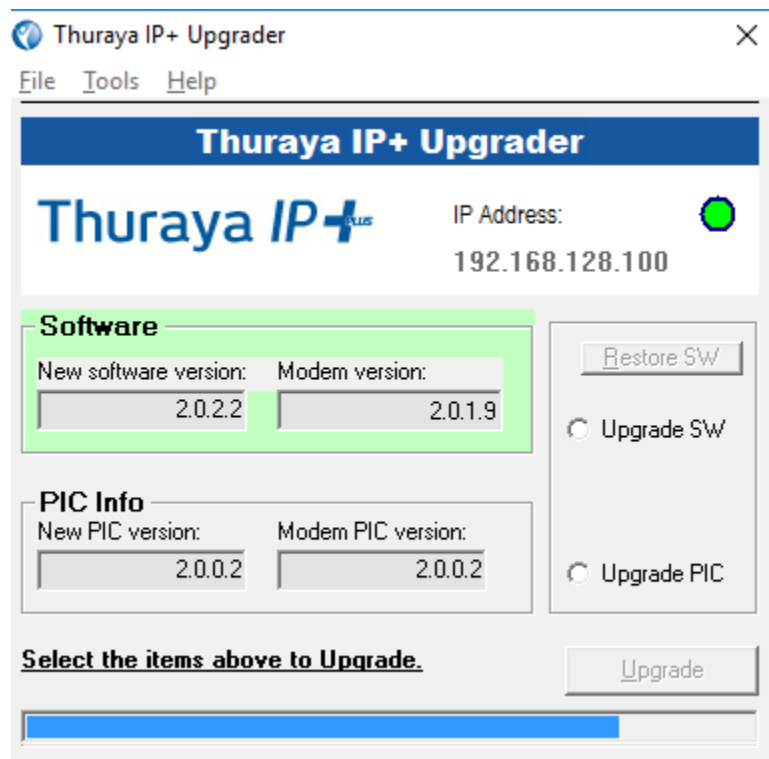 Thuraya IP+ Upgrader
File Tools Help
Thuraya IP+ Upgrader
Thuraya IP+ PLUS
IP Address:
192.168.128.100
Software
New software version: Modem version:
2.0.2.2 2.0.1.9
Restore SW
Upgrade SW
PIC Info
New PIC version: Modem PIC version:
2.0.0.2 2.0.0.2
Upgrade PIC
Select the items above to Upgrade.
Upgrade